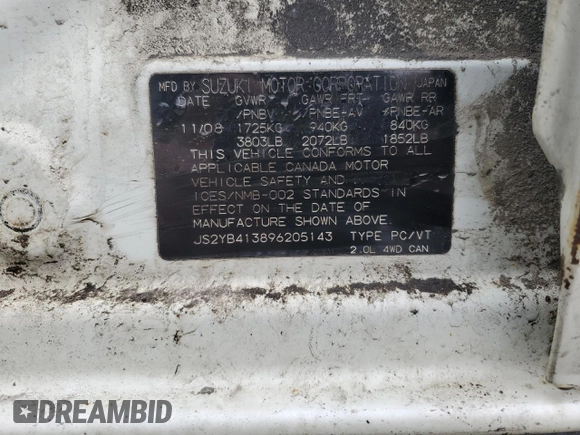 MFD BY SUZUKI MOTOR CORPORATION JAPAN
DATE GVWR GAWR FRT GAWR RR
/PNBV /PNBE-AV /PNBE-AR
11/08 1725KG 940KG 840KG
3803LB 2072LB 1852LB
THIS VEHICLE CONFORMS TO ALL
APPLICABLE CANADA MOTOR
VEHICLE SAFETY AND
ICES/NMB-002 STANDARDS IN
EFFECT ON THE DATE OF
MANUFACTURE SHOWN ABOVE.
JS2YB413896205143 TYPE PC/VT
2.0L 4WD CAN
DREAMBID